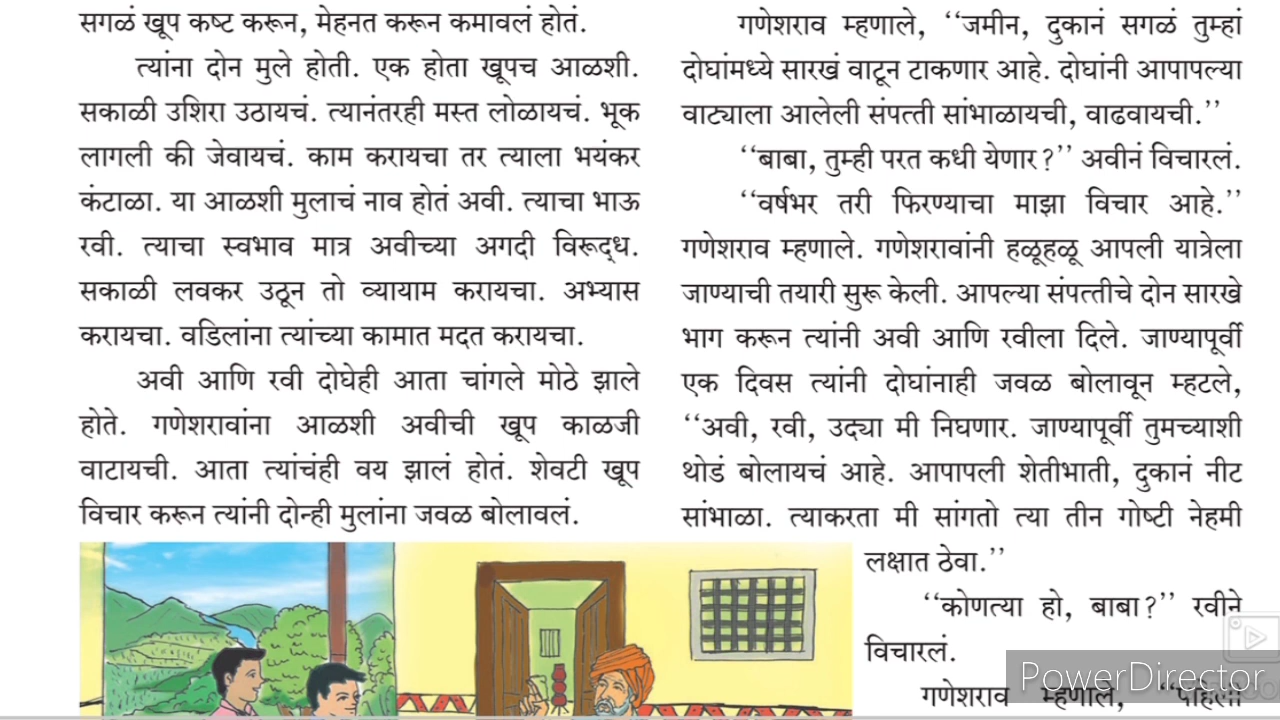 सगळं खूप कष्ट करून, मेहनत करून कमावलं होतं.
त्यांना दोन मुले होती. एक होता खूपच आळशी.
सकाळी उशिरा उठायचं. त्यानंतरही मस्त लोळायचं. भूक
लागली की जेवायचं. काम करायचा तर त्याला भयंकर
कंटाळा. या आळशी मुलाचं नाव होतं अवी. त्याचा भाऊ
रवी. त्याचा स्वभाव मात्र अवीच्या अगदी विरूद्ध.
सकाळी लवकर उठून तो व्यायाम करायचा. अभ्यास
करायचा. वडिलांना त्यांच्या कामात मदत करायचा.
अवी आणि रवी दोघेही आता चांगले मोठे झाले
होते. गणेशरावांना आळशी अवीची खूप काळजी
वाटायची. आता त्यांचंही वय झालं होतं. शेवटी खूप
विचार करून त्यांनी दोन्ही मुलांना जवळ बोलावलं.
गणेशराव म्हणाले, ‘‘जमीन, दुकानं सगळं तुम्हां
दोघांमध्ये सारखं वाटून टाकणार आहे. दोघांनी आपापल्या
वाट्याला आलेली संपत्ती सांभाळायची, वाढवायची.’’
‘‘बाबा, तुम्ही परत कधी येणार?’’ अवीनं विचारलं.
‘‘वर्षभर तरी फिरण्याचा माझा विचार आहे.’’
गणेशराव म्हणाले. गणेशरावांनी हळूहळू आपली यात्रेला
जाण्याची तयारी सुरू केली. आपल्या संपत्तीचे दोन सारखे
भाग करून त्यांनी अवी आणि रवीला दिले. जाण्यापूर्वी
एक दिवस त्यांनी दोघांनाही जवळ बोलावून म्हटले,
‘‘अवी, रवी, उद्या मी निघणार. जाण्यापूर्वी तुमच्याशी
थोडं बोलायचं आहे. आपापली शेतीभाती, दुकानं नीट
सांभाळा. त्याकरता मी सांगतो त्या तीन गोष्टी नेहमी
लक्षात ठेवा.’’
‘‘कोणत्या हो, बाबा?’’ रवीने
विचारलं.
गणेशराव म्हणाले, ‘‘पहिली
PowerDirector